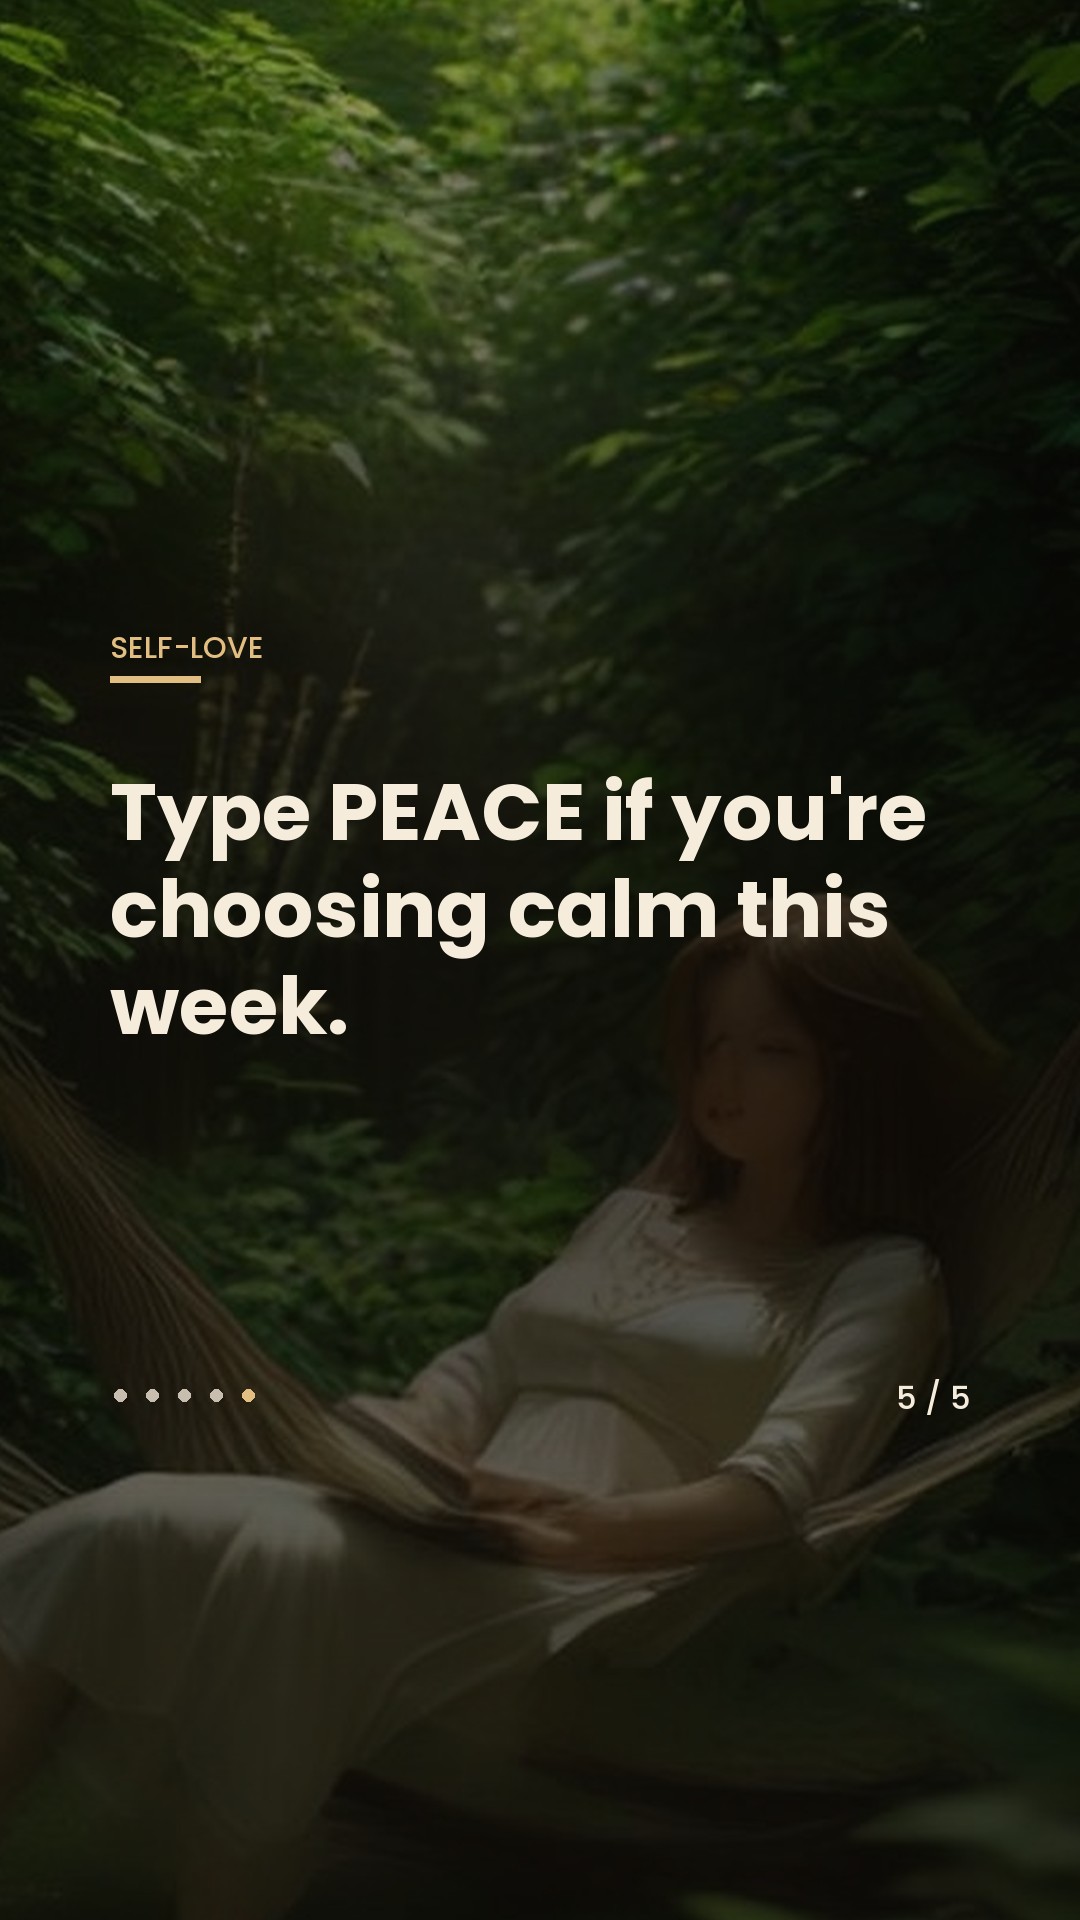 SELF-LOVE
Type PEACE if you're
choosing calm this
week.
5 / 5